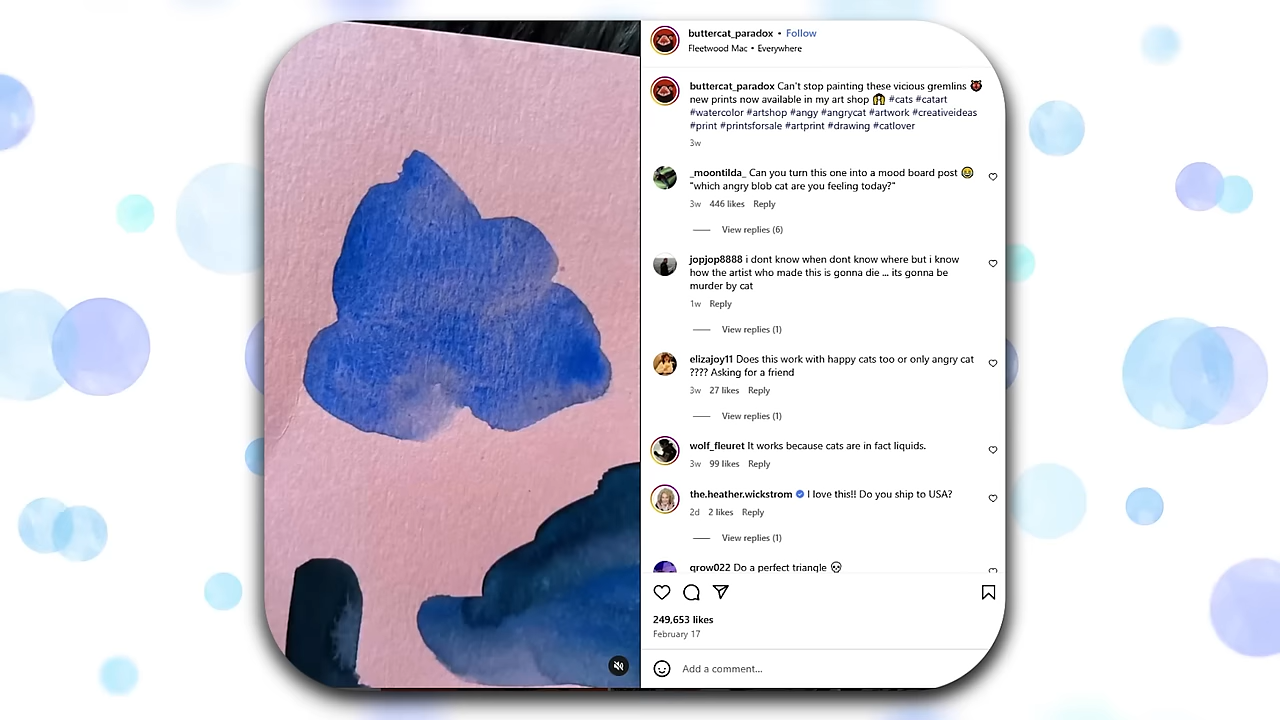 buttercat_paradox • Follow
Fleetwood Mac • Everywhere
buttercat_paradox Can't stop painting these vicious gremlins 👹
new prints now available in my art shop 🙀 #cats #catart
#watercolor #artshop #angy #angrycat #artwork #creativeideas
#print #printsforsale #artprint #drawing #catlover
3w
_moontilda_ Can you turn this one into a mood board post 😂
"which angry blob cat are you feeling today?"
3w 446 likes Reply
View replies (6)
jopjop8888 i dont know when dont know where but i know
how the artist who made this is gonna die ... its gonna be
murder by cat
1w Reply
View replies (1)
elizajoy11 Does this work with happy cats too or only angry cat
???? Asking for a friend
3w 27 likes Reply
View replies (1)
wolf_fleuret It works because cats are in fact liquids.
3w 99 likes Reply
the.heather.wickstrom I love this!! Do you ship to USA?
2d 2 likes Reply
View replies (1)
qrow022 Do a perfect triangle 💀
249,653 likes
February 17
Add a comment...